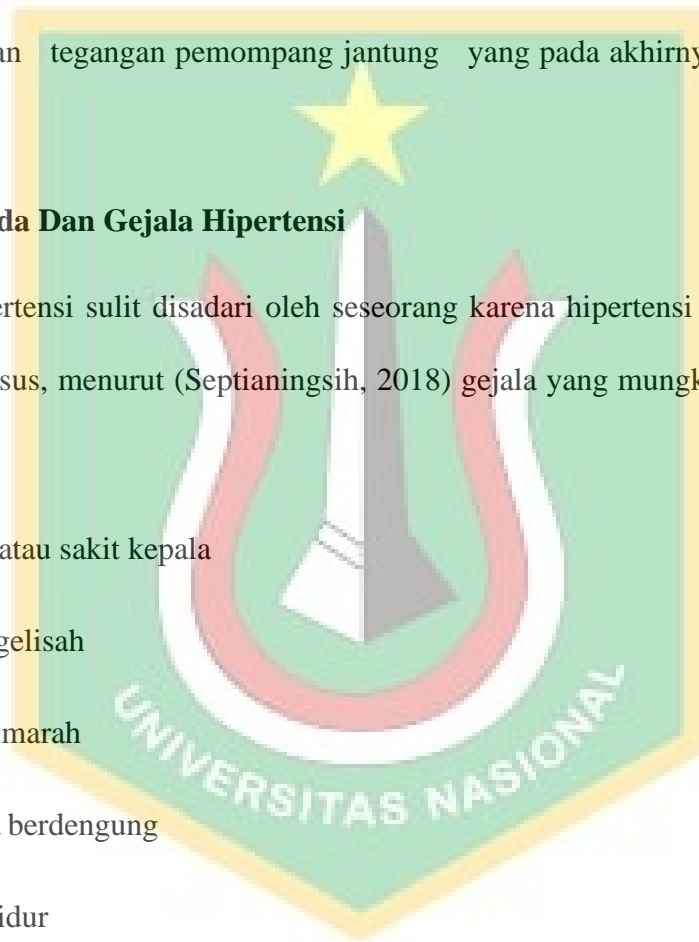 an tegangan pemompang jantung yang pada akhirny
da Dan Gejala Hipertensi
ertensi sulit disadari oleh seseorang karena hipertensi
sus, menurut (Septianingsih, 2018) gejala yang mungk
atau sakit kepala
gelisah
marah
berdengung
idur
UNIVERSITAS NASIONAL